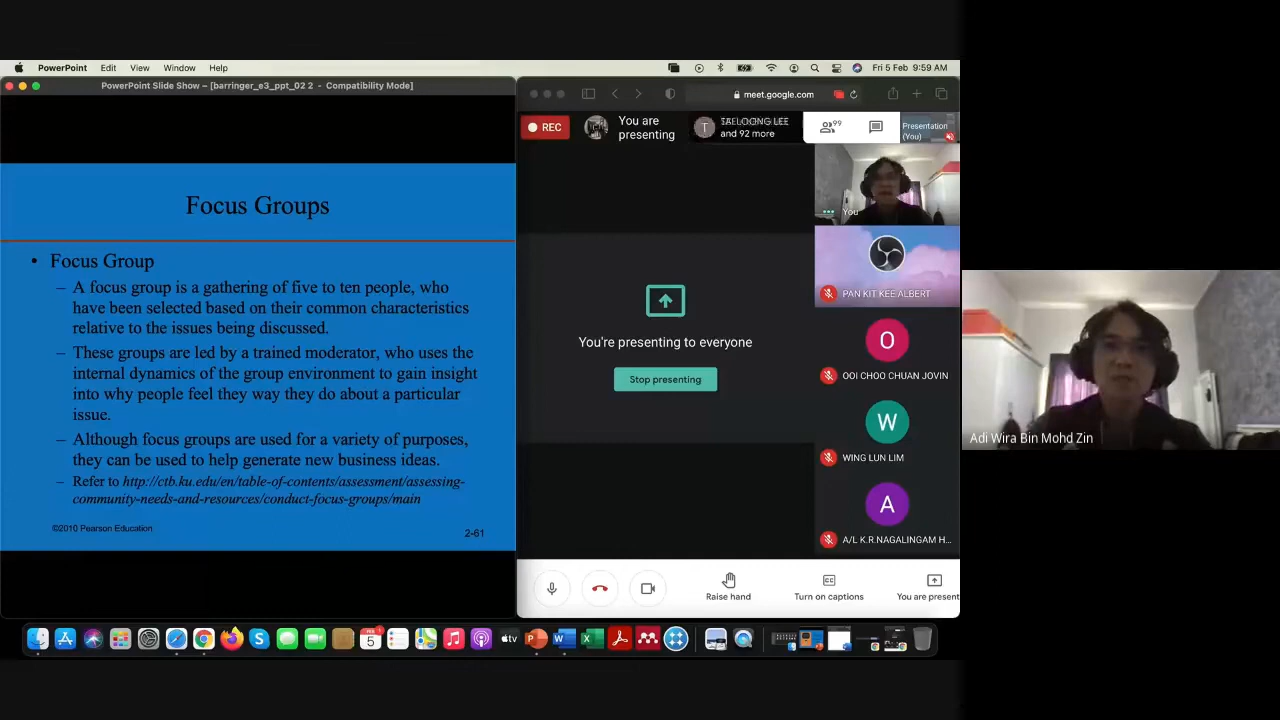 PowerPoint Edit View Window Help
Fri 5 Feb 9:59 AM
PowerPoint Slide Show – [barringer_e3_ppt_02 2 - Compatibility Mode]
Focus Groups
• Focus Group
– A focus group is a gathering of five to ten people, who
have been selected based on their common characteristics
relative to the issues being discussed.
– These groups are led by a trained moderator, who uses the
internal dynamics of the group environment to gain insight
into why people feel they way they do about a particular
issue.
– Although focus groups are used for a variety of purposes,
they can be used to help generate new business ideas.
– Refer to http://ctb.ku.edu/en/table-of-contents/assessment/assessing-
community-needs-and-resources/conduct-focus-groups/main
©2010 Pearson Education
2-61
meet.google.com
REC
You are
presenting
T
TAELOONG LEE
and 92 more
99
Presentation
(You)
You
PAN KIT KEE ALBERT
You're presenting to everyone
Stop presenting
O
OOI CHOO CHUAN JOVIN
W
WING LUN LIM
A
A/L K.R.NAGALINGAM H...
Raise hand
CC
Turn on captions
You are present
Adi Wira Bin Mohd Zin
5
tv